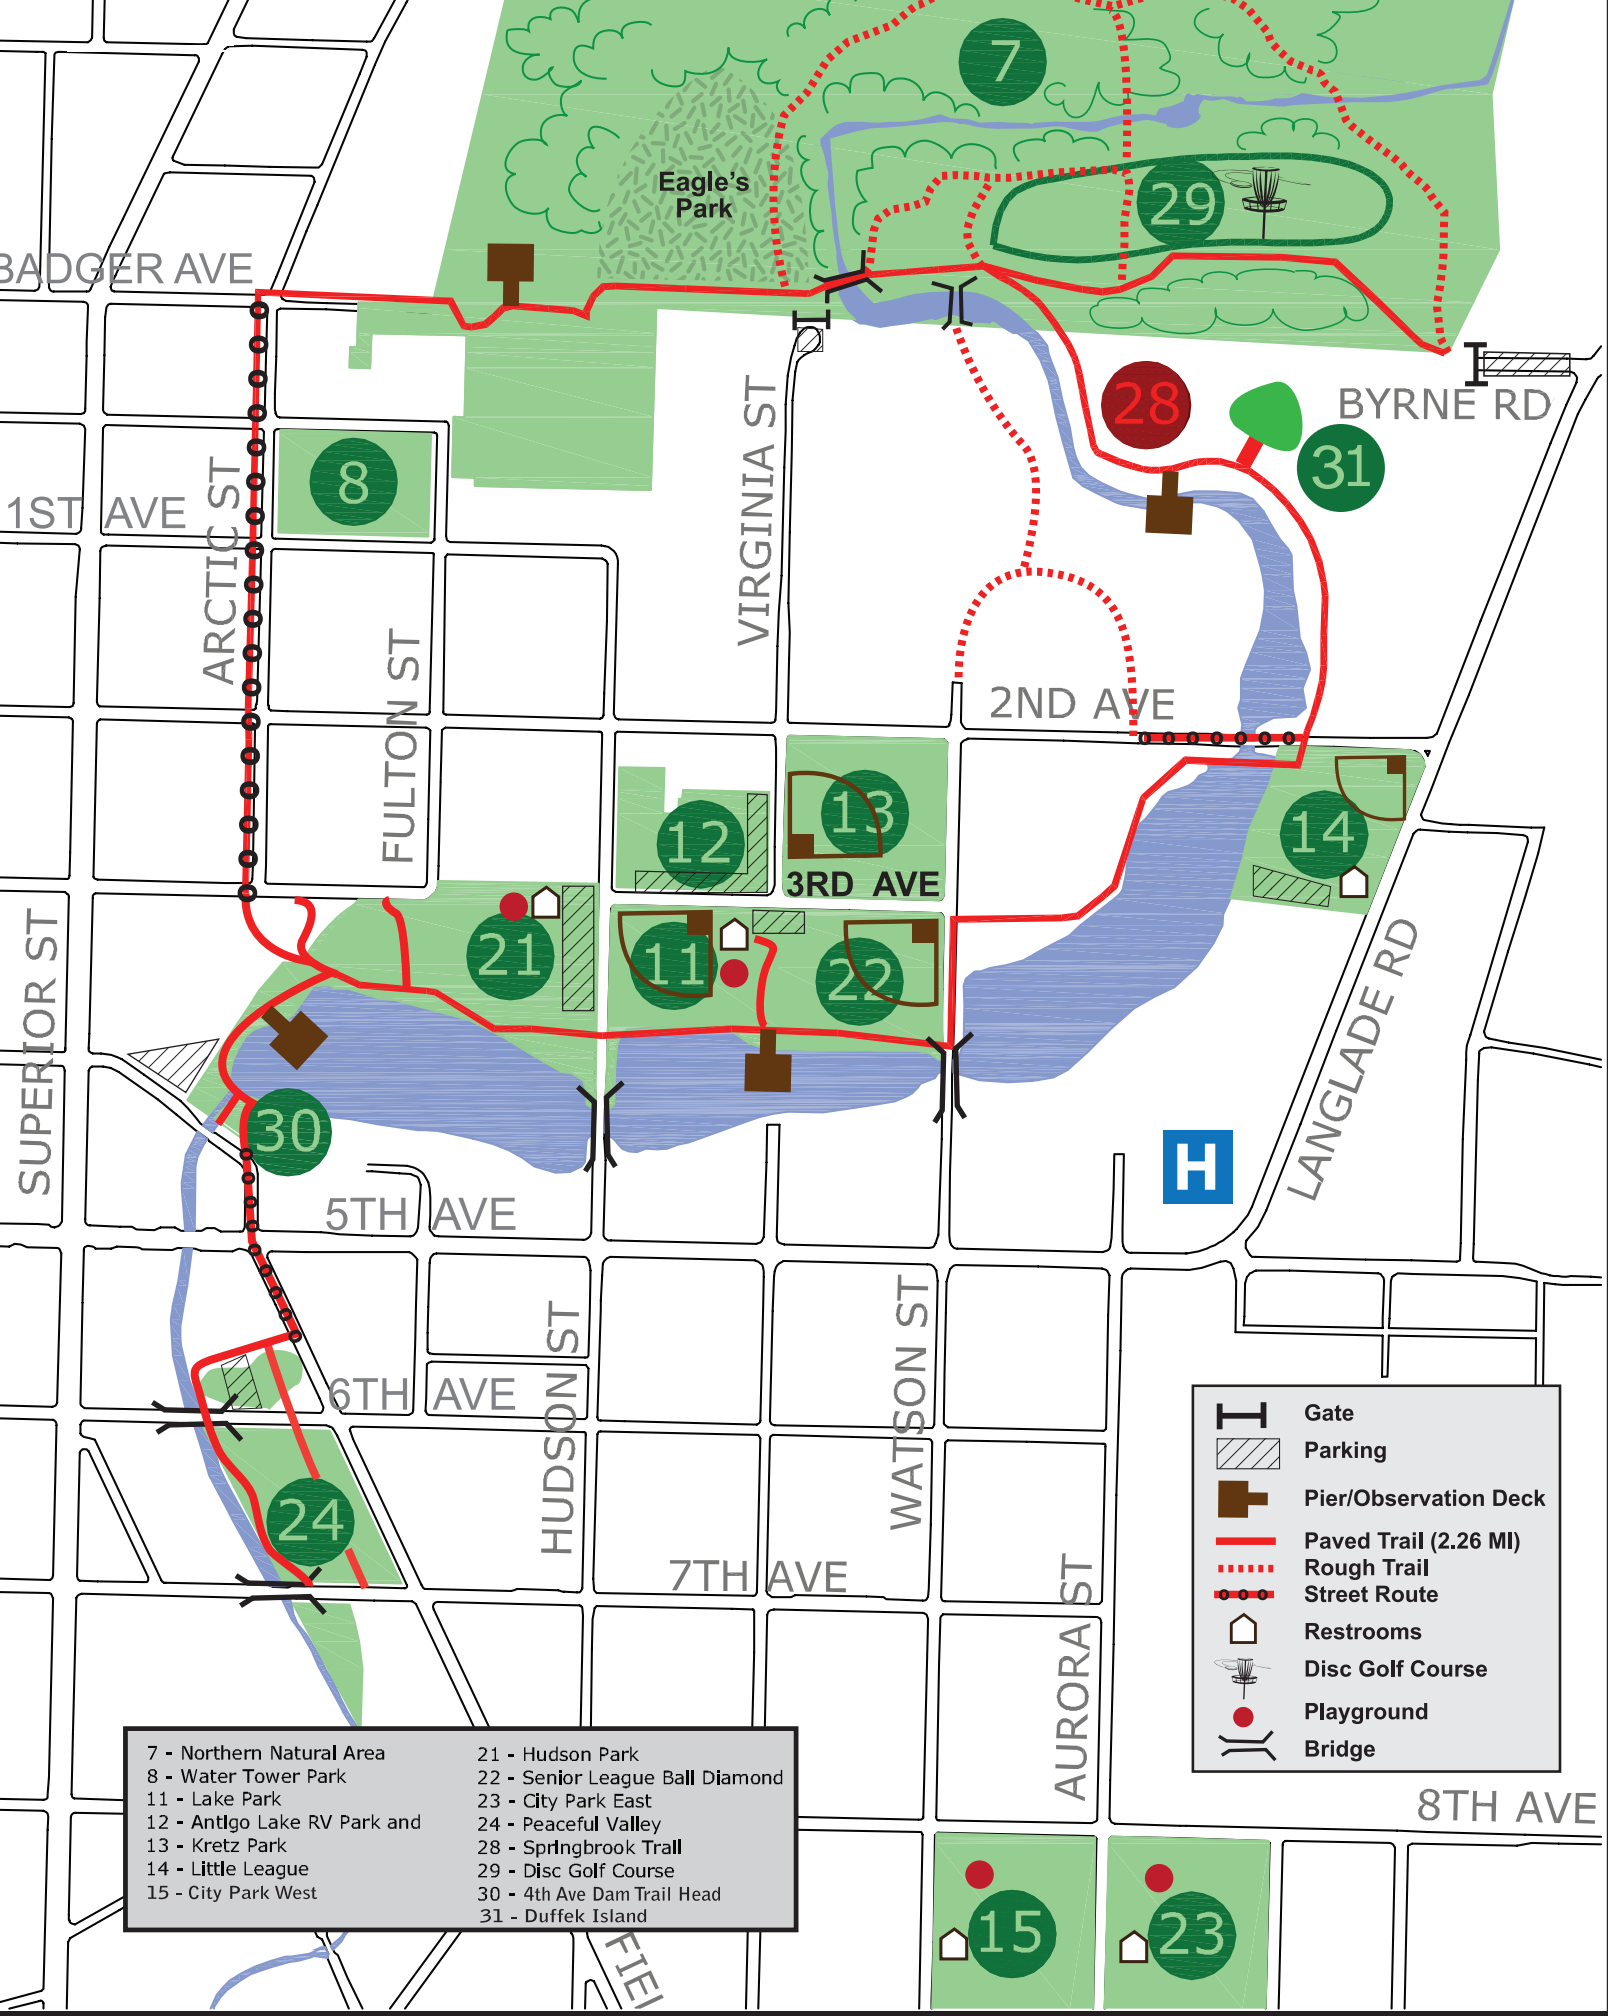 7
Eagle's
Park
29
BADGER AVE
28
BYRNE RD
31
8
VIRGINIA ST
ARCTIC ST
1ST AVE
FULTON ST
2ND AVE
12
13
14
3RD AVE
21
11
22
SUPERIOR ST
LANGLADE RD
30
H
5TH AVE
6TH AVE
HUDSON ST
WATSON ST
24
7TH AVE
AURORA ST
Gate
Parking
Pier/Observation Deck
Paved Trail (2.26 MI)
Rough Trail
Street Route
Restrooms
Disc Golf Course
Playground
Bridge
8TH AVE
7 - Northern Natural Area
8 - Water Tower Park
11 - Lake Park
12 - Antigo Lake RV Park and
13 - Kretz Park
14 - Little League
15 - City Park West
21 - Hudson Park
22 - Senior League Ball Diamond
23 - City Park East
24 - Peaceful Valley
28 - Springbrook Trail
29 - Disc Golf Course
30 - 4th Ave Dam Trail Head
31 - Duffek Island
15
23